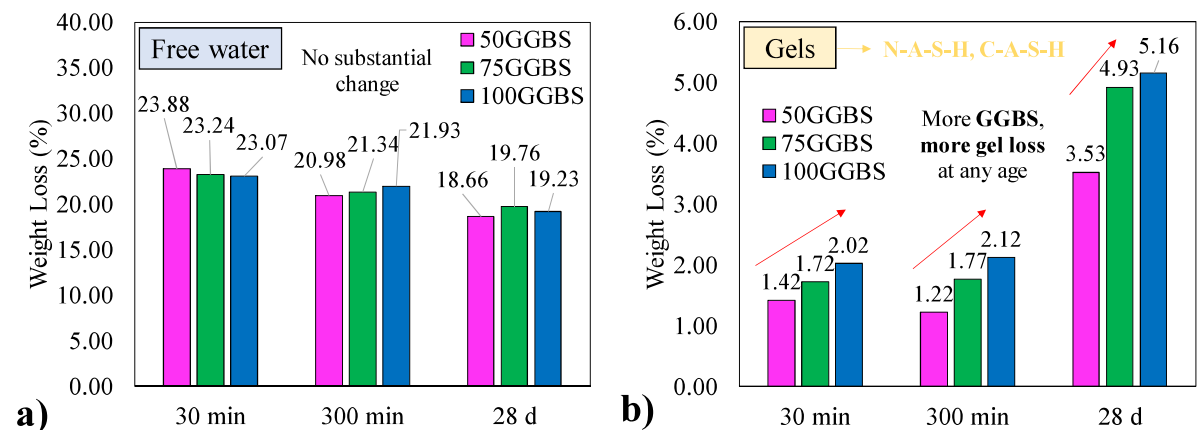 40.00
35.00
30.00
25.00
20.00
15.00
10.00
5.00
0.00
Weight Loss (%)
Free water
No substantial
change
50GGBS
75GGBS
100GGBS
23.88
23.24
23.07
20.98
21.34
21.93
18.66
19.76
19.23
30 min
300 min
28 d
a)
6.00
5.00
4.00
3.00
2.00
1.00
0.00
Weight Loss (%)
Gels
N-A-S-H, C-A-S-H
50GGBS
75GGBS
100GGBS
More GGBS,
more gel loss
at any age
1.42
1.72
2.02
1.22
1.77
2.12
3.53
4.93
5.16
30 min
300 min
28 d
b)